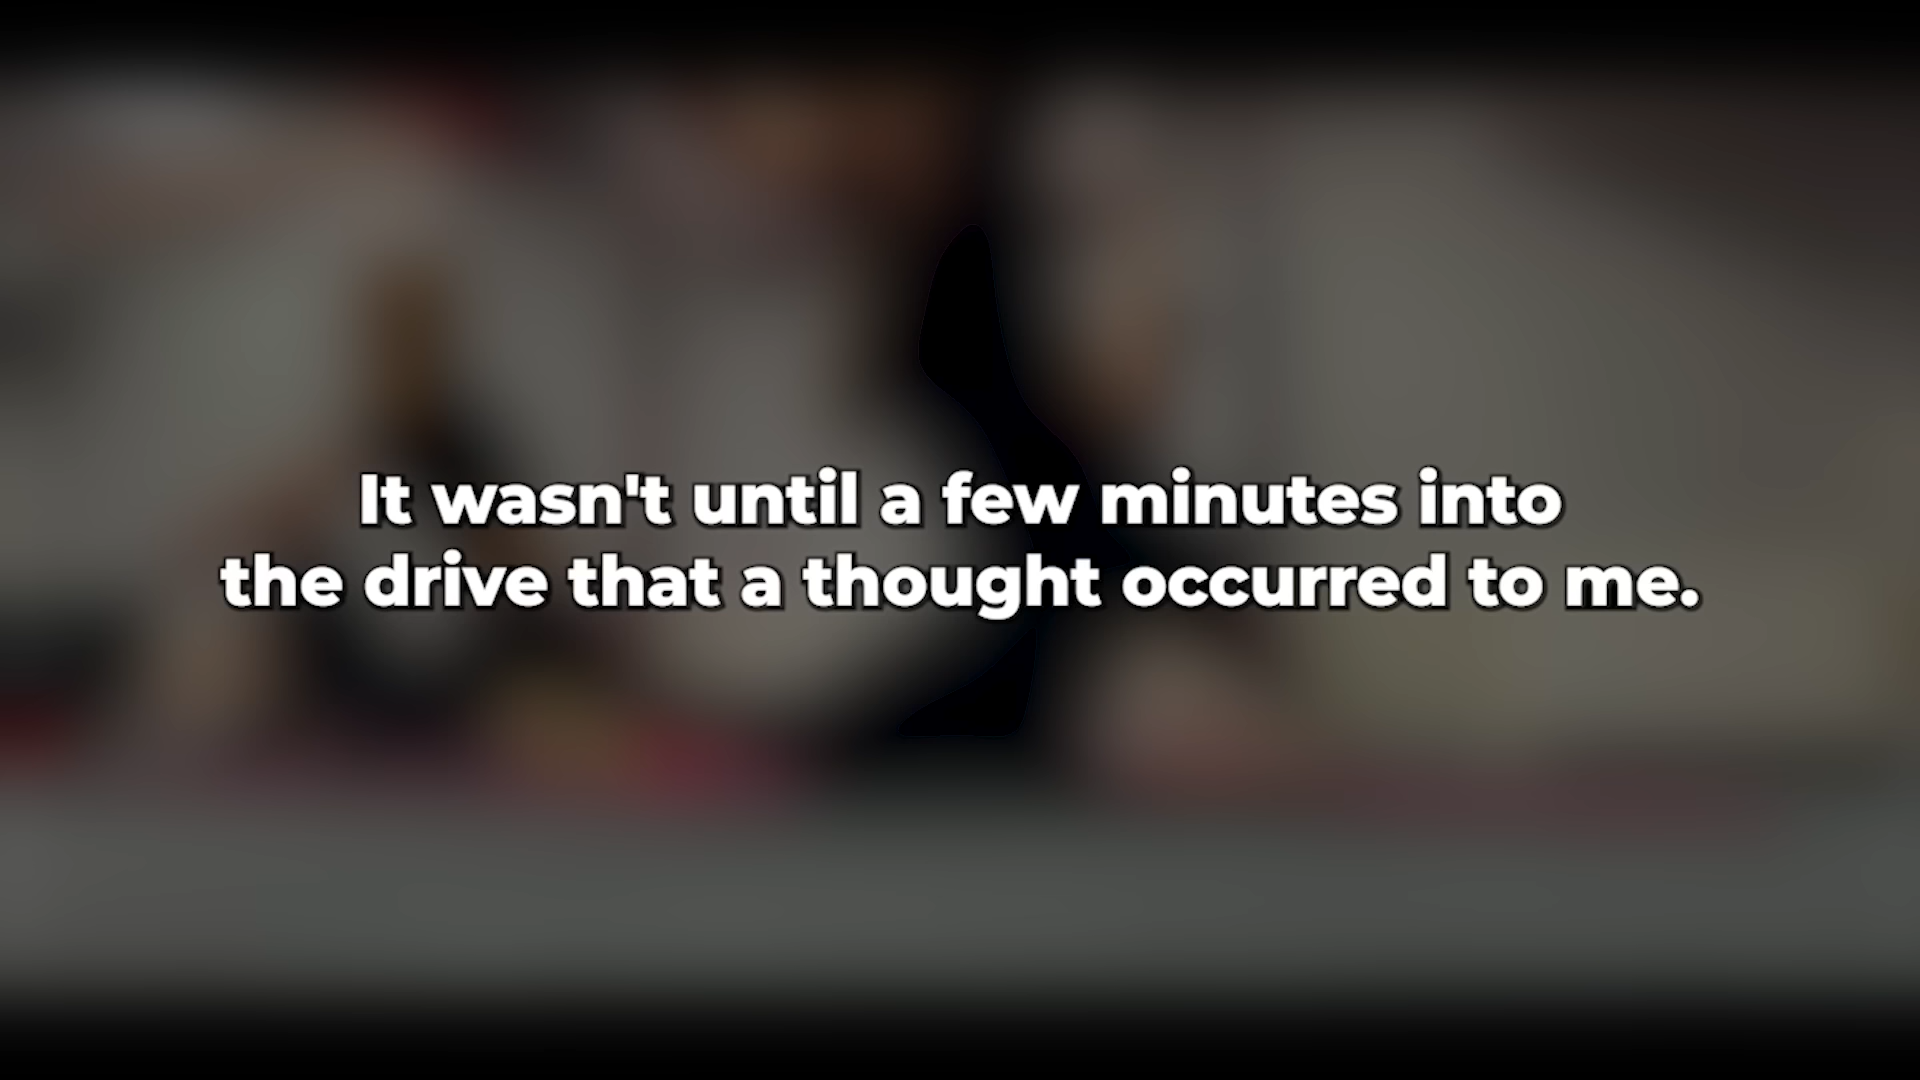 It wasn't until a few minutes into
the drive that a thought occurred to me.